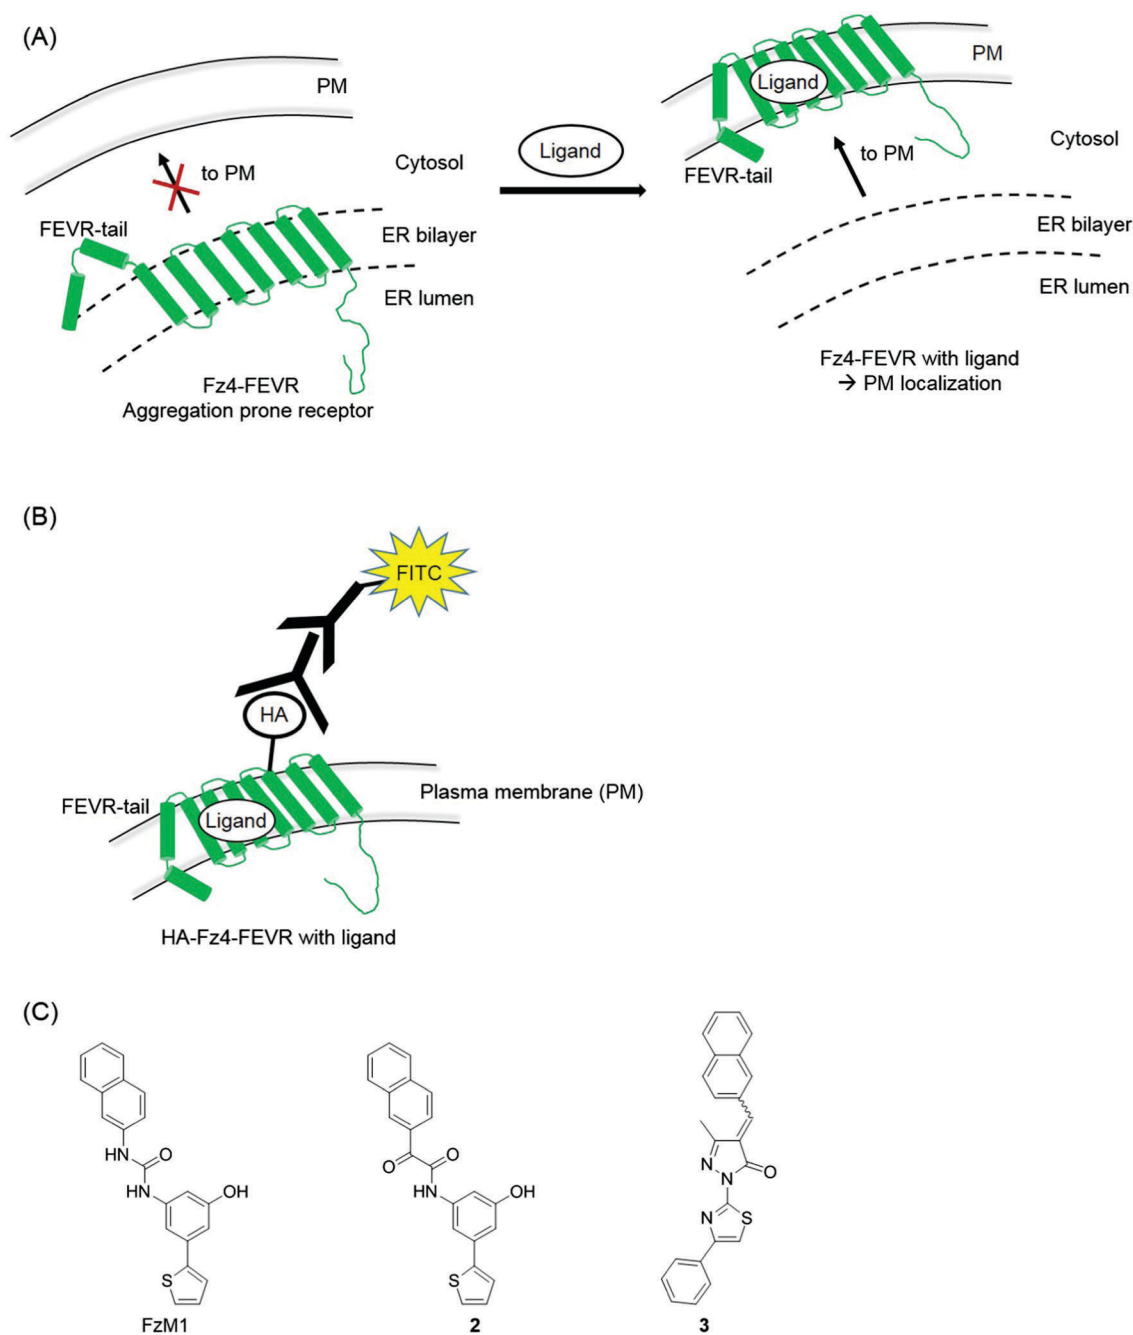 (A)
PM
Cytosol
to PM
FEVR-tail
ER bilayer
ER lumen
Fz4-FEVR
Aggregation prone receptor
Ligand
PM
Ligand
Cytosol
to PM
FEVR-tail
ER bilayer
ER lumen
Fz4-FEVR with ligand
→ PM localization
(B)
FITC
HA
Plasma membrane (PM)
FEVR-tail
Ligand
HA-Fz4-FEVR with ligand
(C)
HN
O
NH
OH
S
FzM1
O
O
HN
OH
S
2
N
N
O
N
S
3